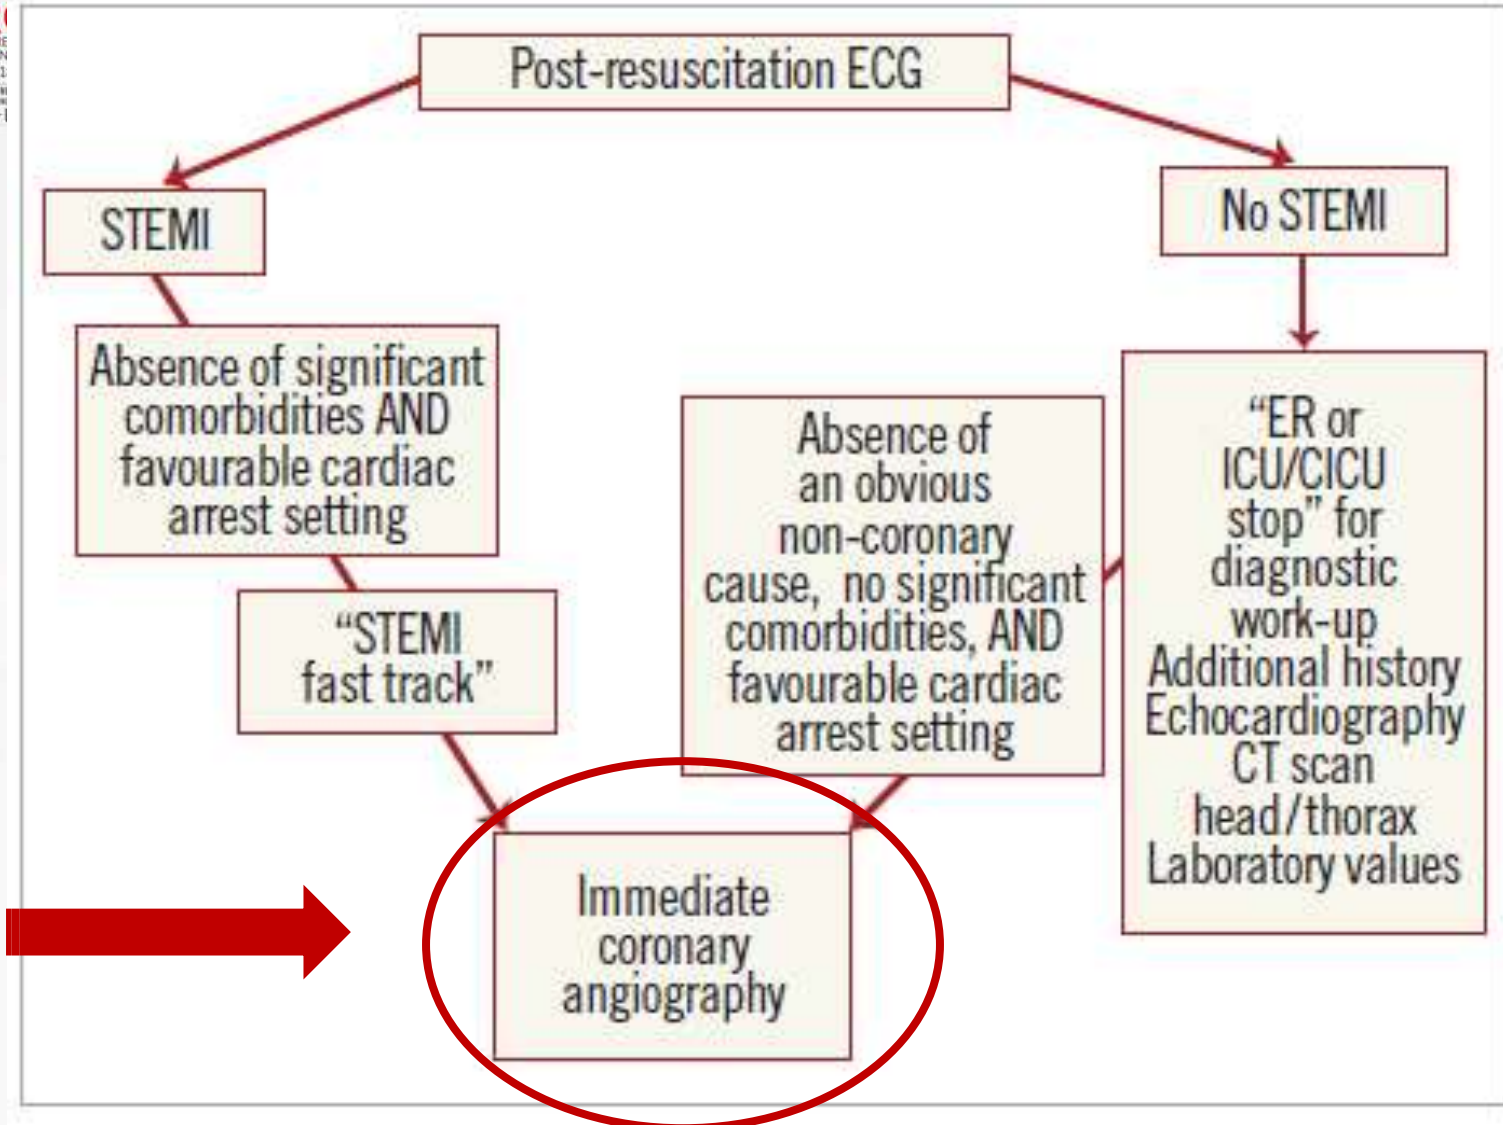 Post-resuscitation ECG
STEMI
No STEMI
Absence of significant
comorbidities AND
favourable cardiac
arrest setting
"STEMI
fast track"
Absence of
an obvious
non-coronary
cause, no significant
comorbidities, AND
favourable cardiac
arrest setting
"ER or
ICU/CICU
stop" for
diagnostic
work-up
Additional history
Echocardiography
CT scan
head/thorax
Laboratory values
Immediate
coronary
angiography